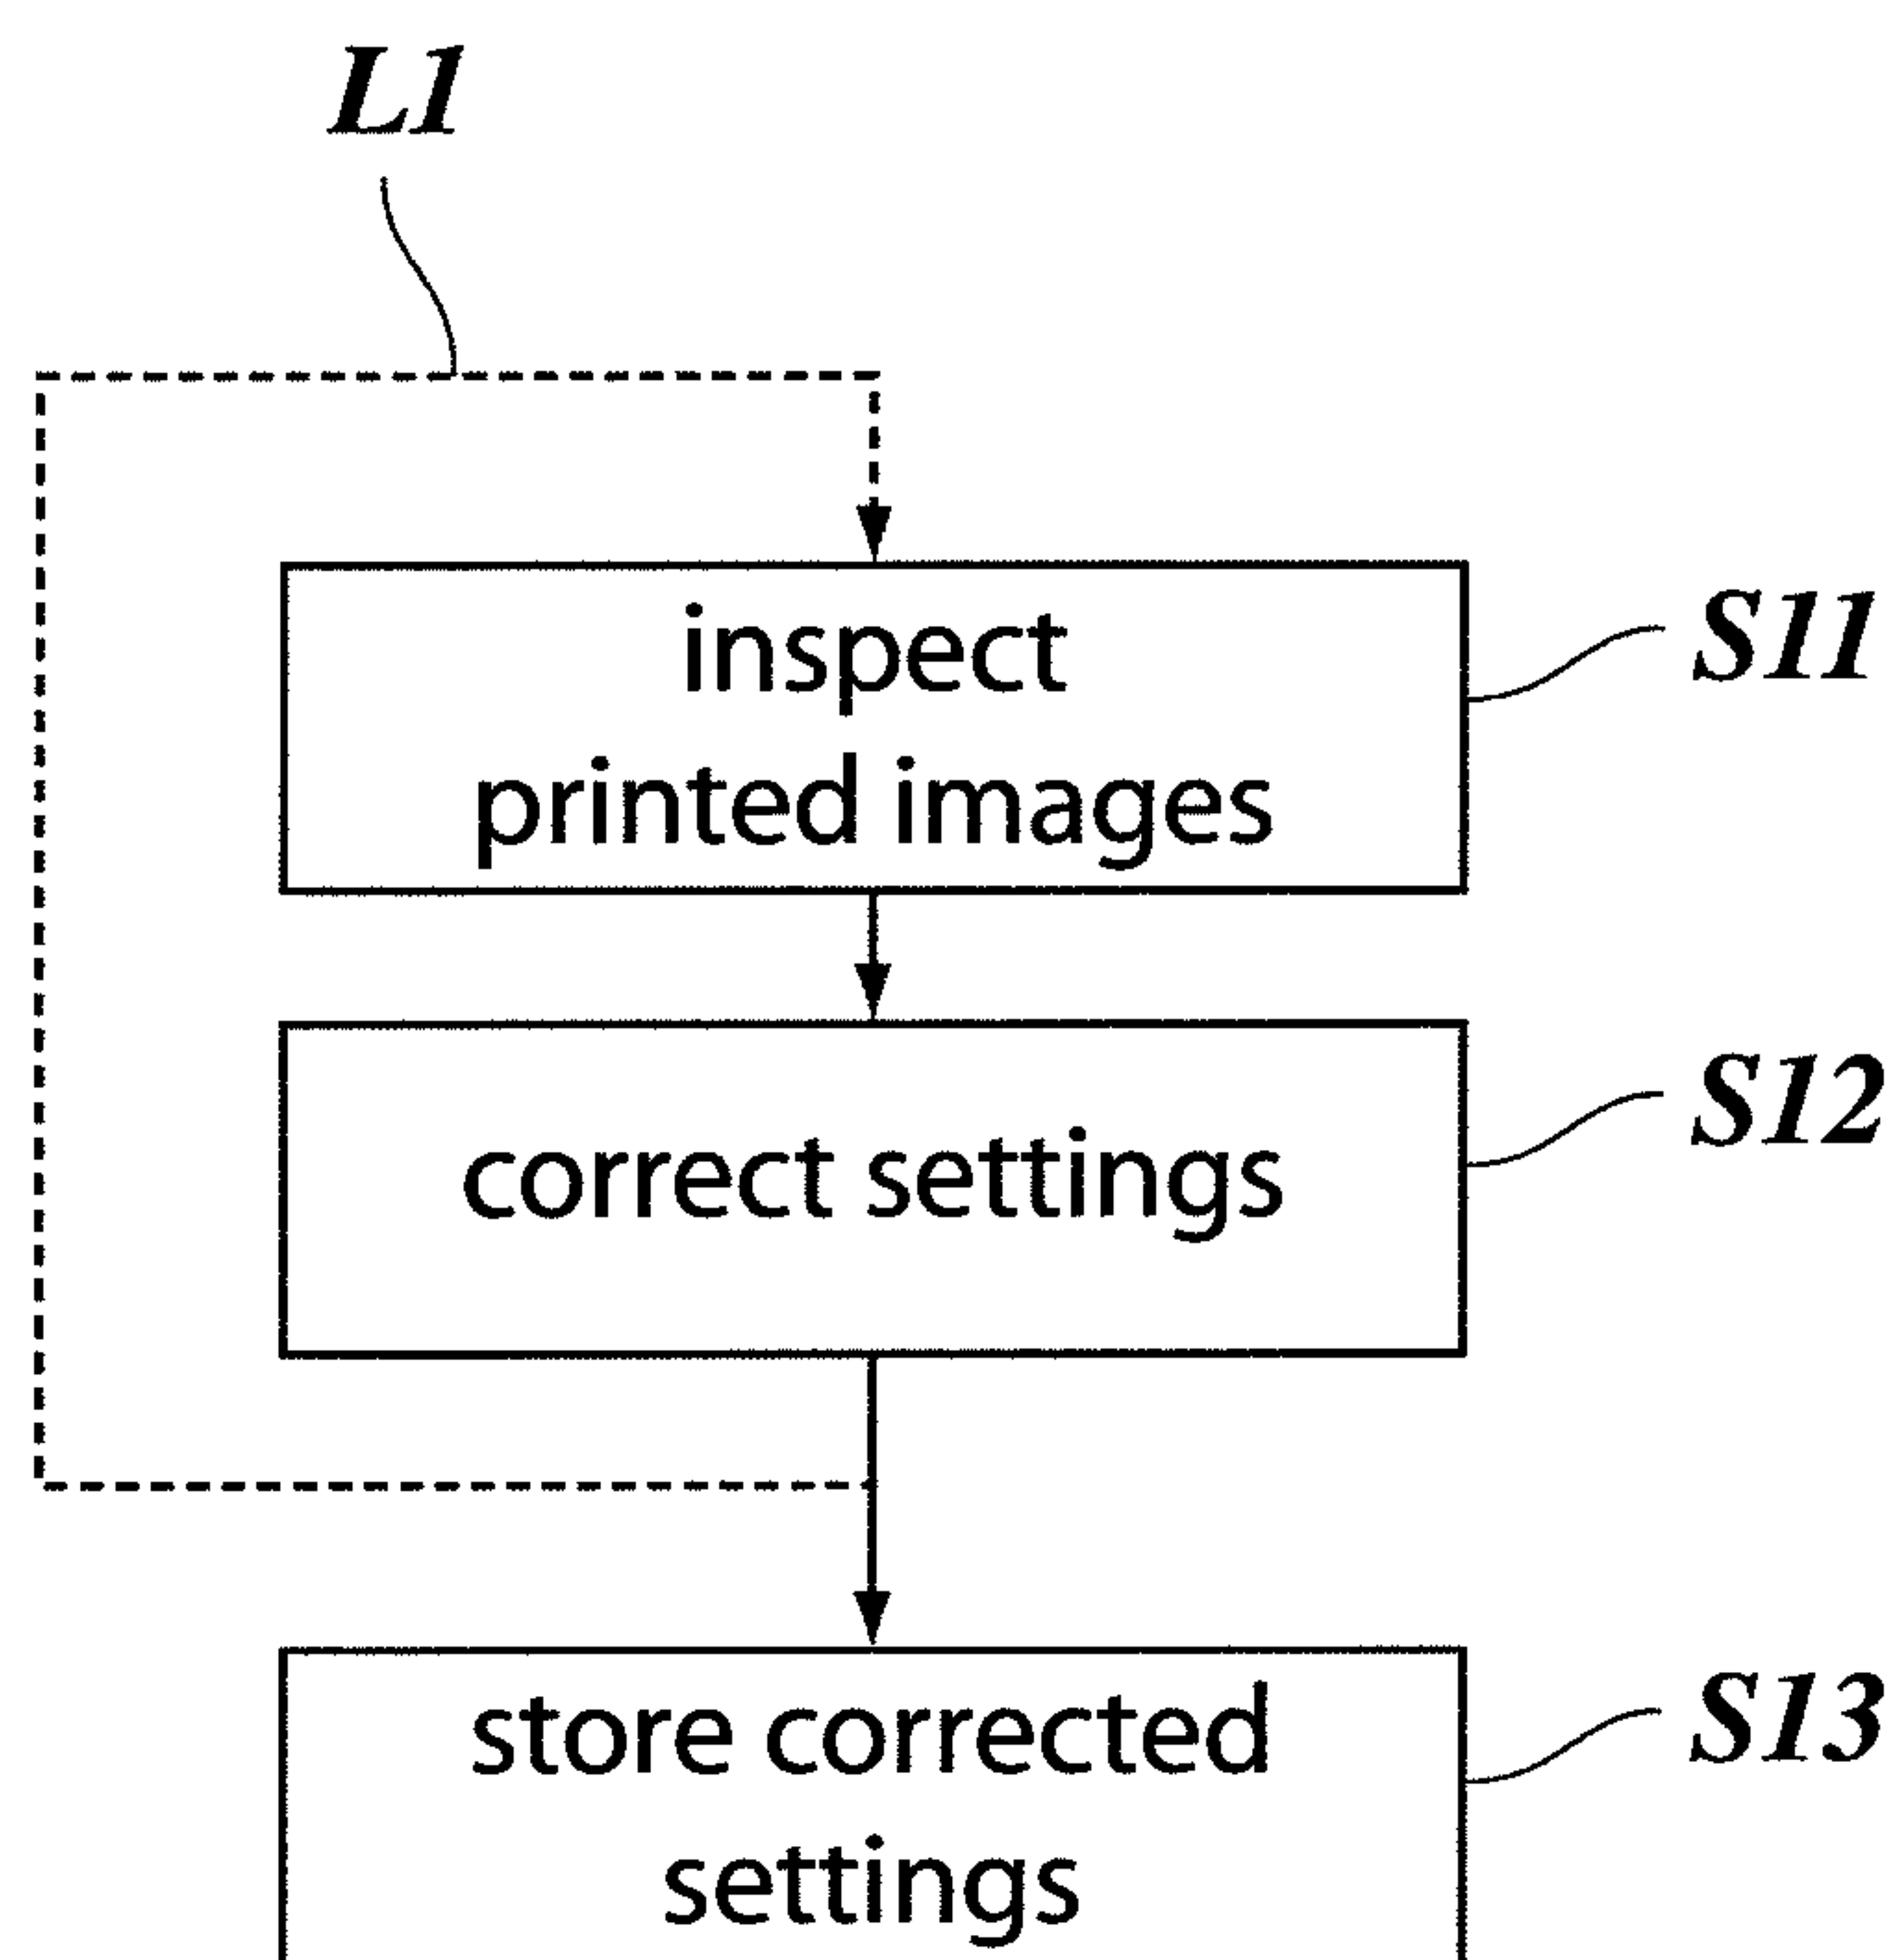 L1
inspect
printed images
S11
correct settings
S12
store corrected
settings
S13